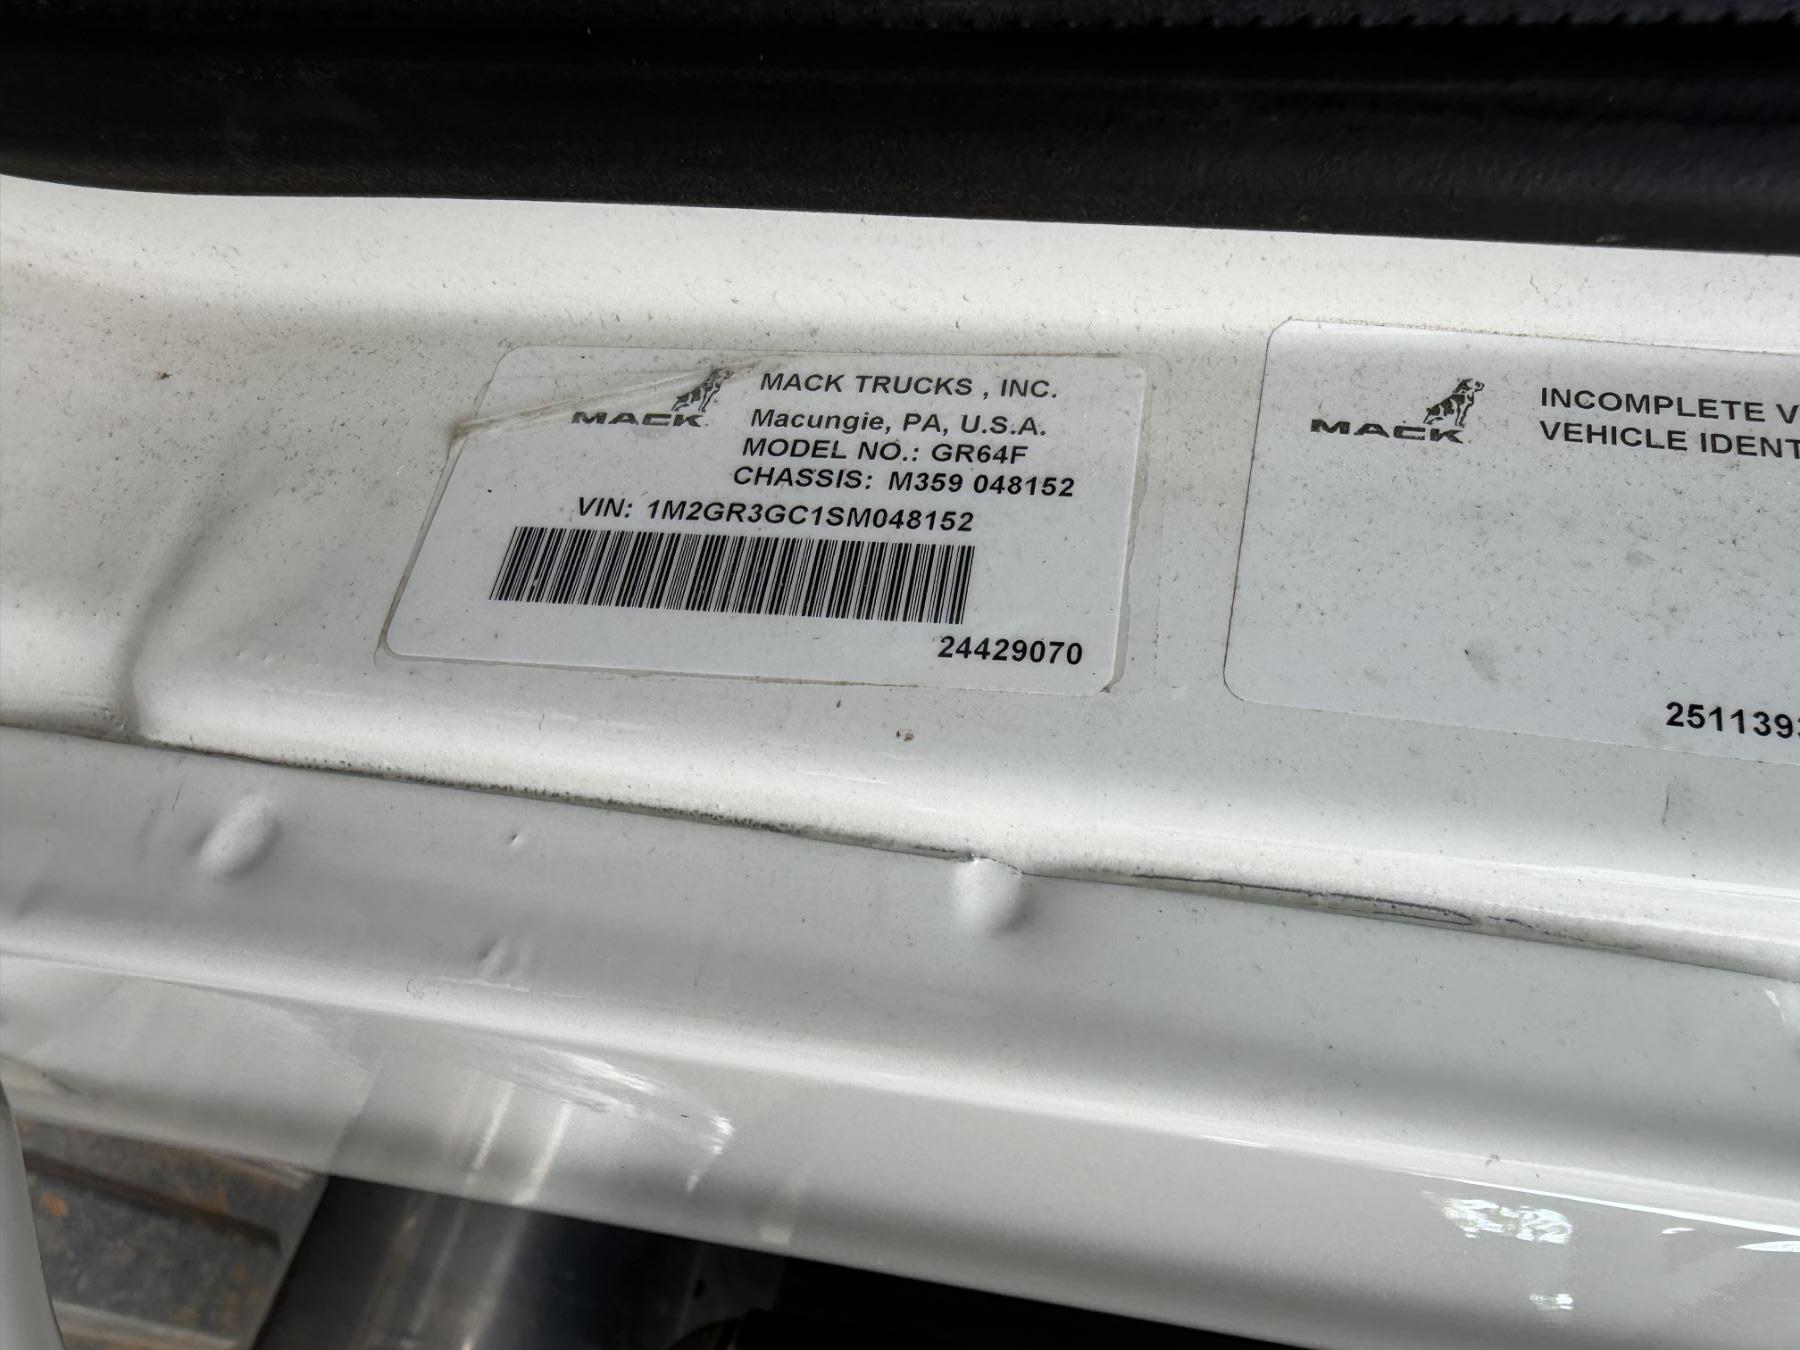 MACK
MACK TRUCKS , INC.
Macungie, PA, U.S.A.
MODEL NO.: GR64F
CHASSIS: M359 048152
VIN: 1M2GR3GC1SM048152
24429070
MACK
INCOMPLETE V
VEHICLE IDENT
2511393